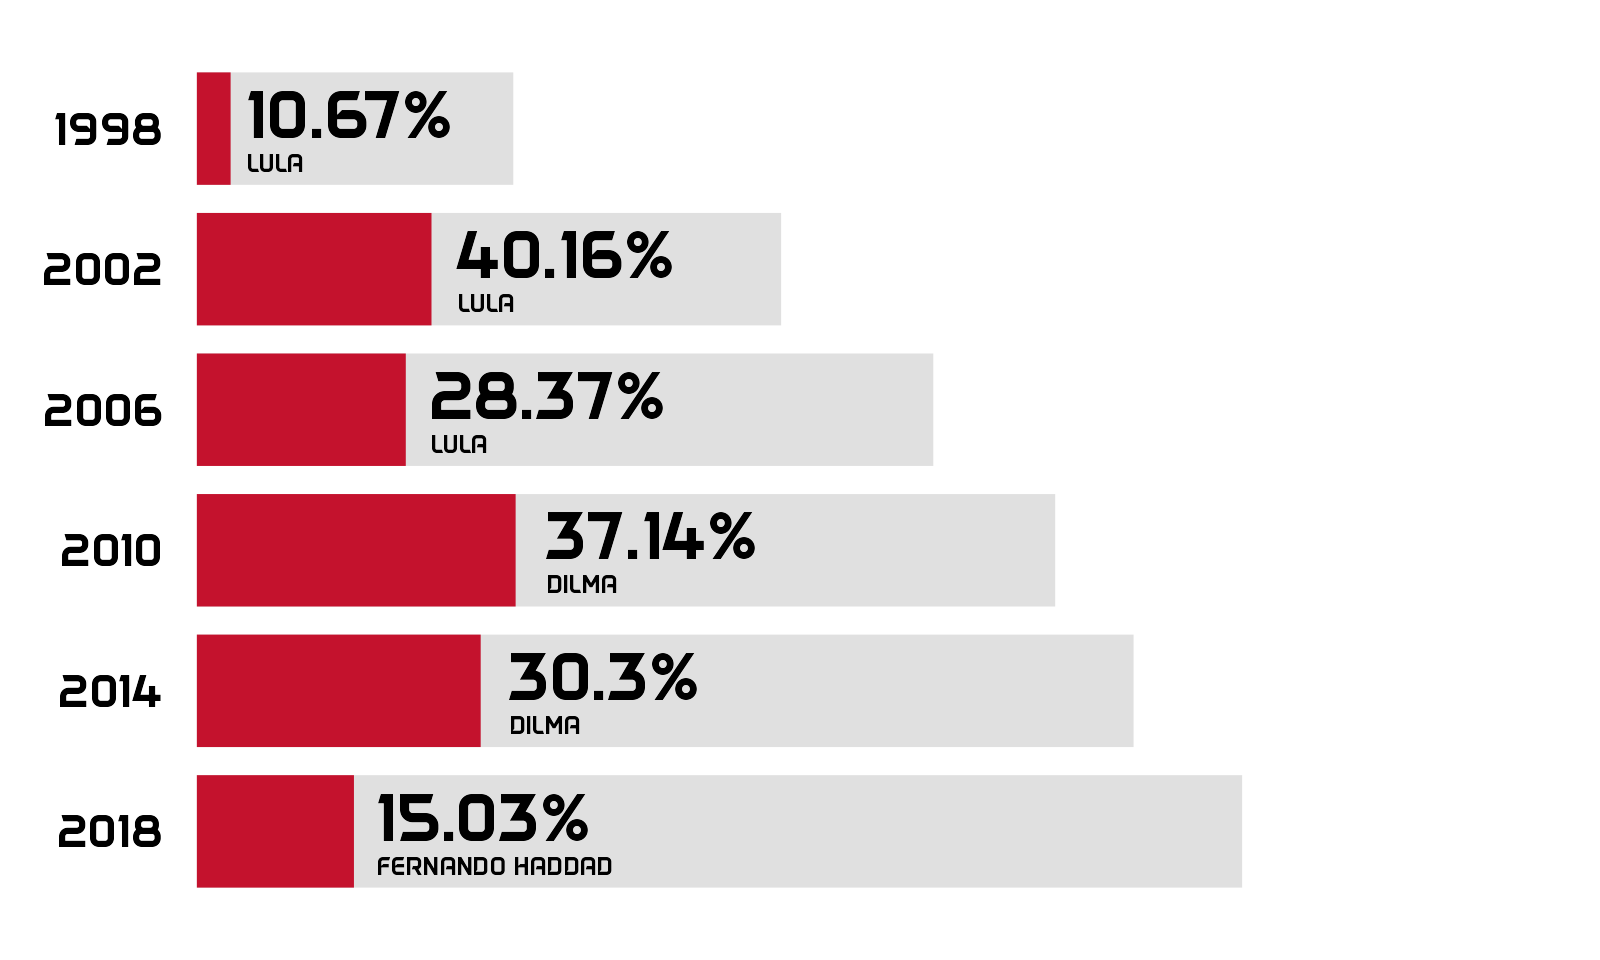 1998
10.67%
LULA
2002
40.16%
LULA
2006
28.37%
LULA
2010
37.14%
DILMA
2014
30.3%
DILMA
2018
15.03%
FERNANDO HADDAD